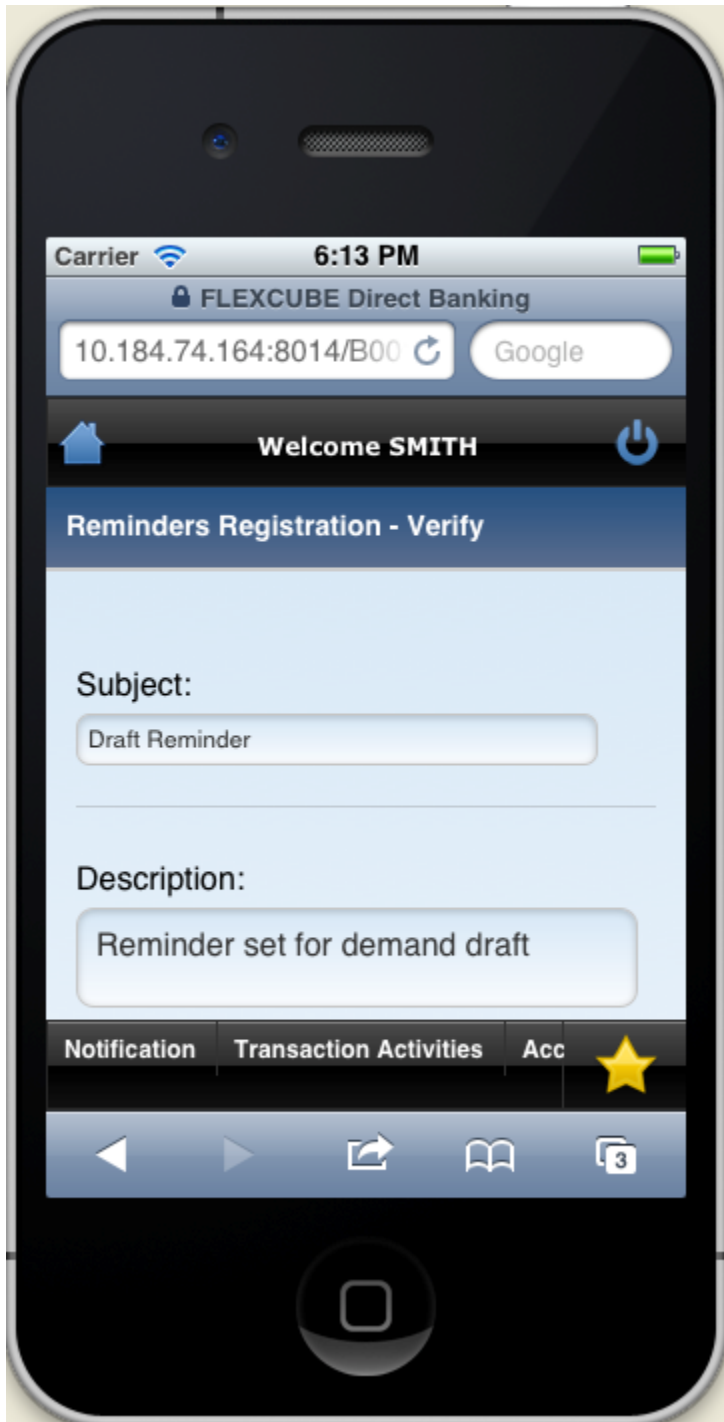 Carrier 6:13 PM
FLEXCUBE Direct Banking
10.184.74.164:8014/B00 Google
Welcome SMITH
Reminders Registration - Verify
Subject:
Draft Reminder
Description:
Reminder set for demand draft
Notification Transaction Activities Acc
3